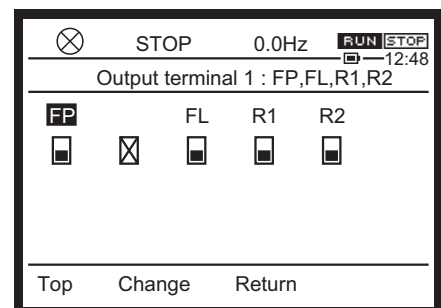 STOP 0.0Hz RUN STOP
12:48
Output terminal 1 : FP,FL,R1,R2
FP FL R1 R2
Top Change Return